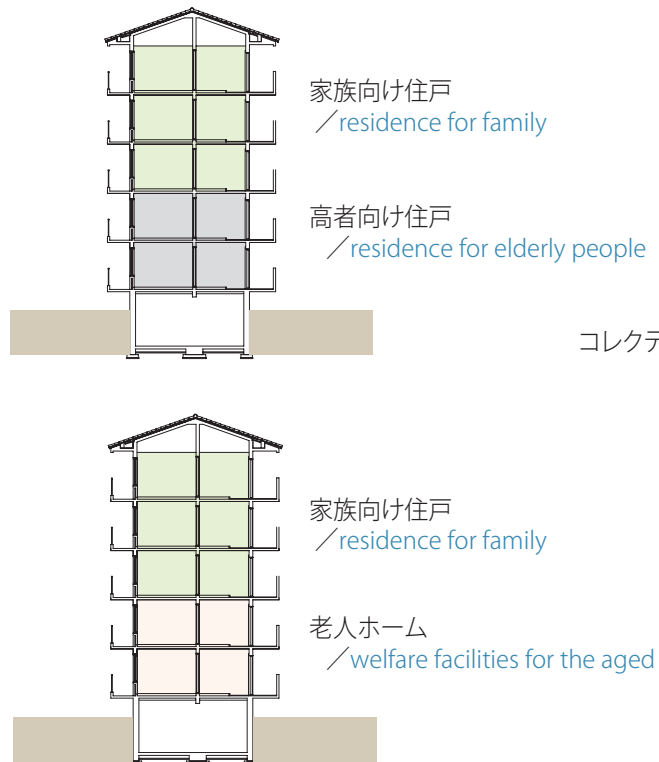 家族向け住戸
／residence for family
高者向け住戸
／residence for elderly people
コレクテ
家族向け住戸
／residence for family
老人ホーム
／welfare facilities for the aged